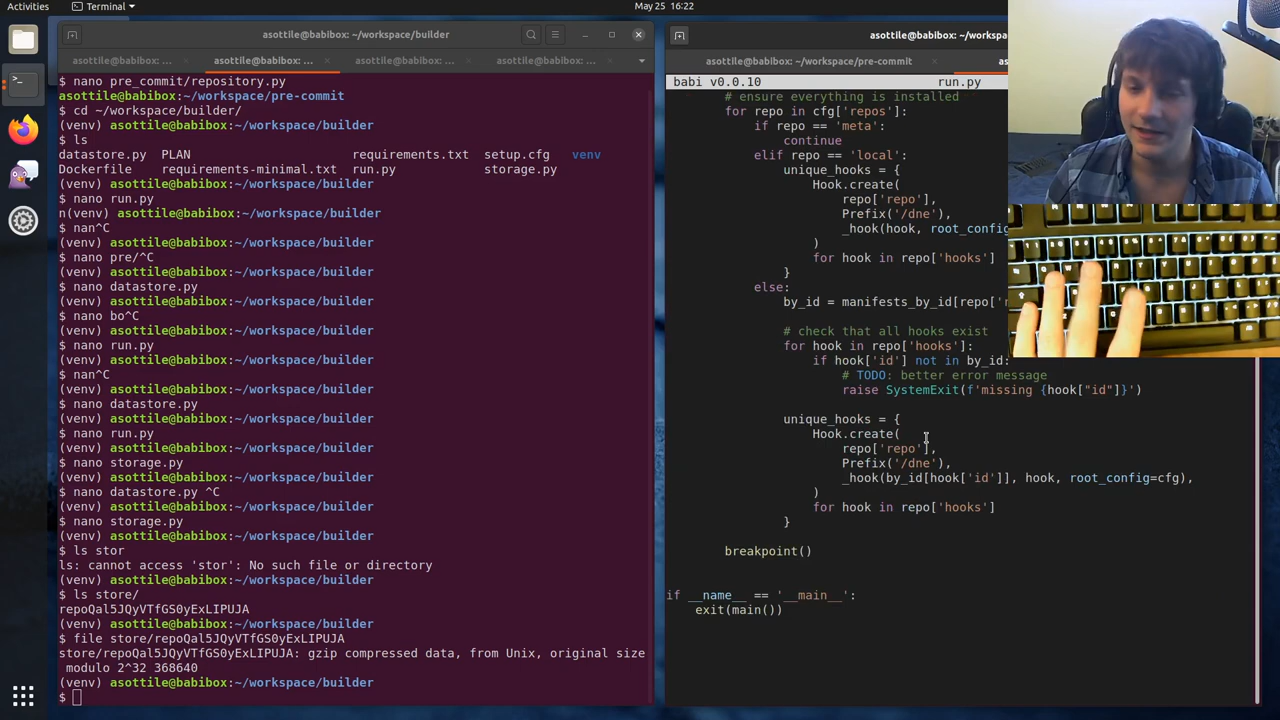 Activities
Terminal
May 25 16:22
asottile@babibox: ~/workspace/builder
asottile@babibox: ~/w...
asottile@babibox: ~/w...
asottile@babibox: ~/w...
asottile@babibox: ~/w...
$ nano pre_commit/repository.py
asottile@babibox:~/workspace/pre-commit
$ cd ~/workspace/builder/
(venv) asottile@babibox:~/workspace/builder
$ ls
datastore.py PLAN requirements.txt setup.cfg venv
Dockerfile requirements-minimal.txt run.py storage.py
(venv) asottile@babibox:~/workspace/builder
$ nano run.py
n(venv) asottile@babibox:~/workspace/builder
$ nan^C
(venv) asottile@babibox:~/workspace/builder
$ nano pre/^C
(venv) asottile@babibox:~/workspace/builder
$ nano datastore.py
(venv) asottile@babibox:~/workspace/builder
$ nano bo^C
(venv) asottile@babibox:~/workspace/builder
$ nano run.py
(venv) asottile@babibox:~/workspace/builder
$ nan^C
(venv) asottile@babibox:~/workspace/builder
$ nano datastore.py
(venv) asottile@babibox:~/workspace/builder
$ nano run.py
(venv) asottile@babibox:~/workspace/builder
$ nano storage.py
(venv) asottile@babibox:~/workspace/builder
$ nano datastore.py ^C
(venv) asottile@babibox:~/workspace/builder
$ nano storage.py
(venv) asottile@babibox:~/workspace/builder
$ ls stor
ls: cannot access 'stor': No such file or directory
(venv) asottile@babibox:~/workspace/builder
$ ls store/
repoQal5JQyVTfGS0yExLIPUJA
(venv) asottile@babibox:~/workspace/builder
$ file store/repoQal5JQyVTfGS0yExLIPUJA
store/repoQal5JQyVTfGS0yExLIPUJA: gzip compressed data, from Unix, original size
modulo 2^32 368640
(venv) asottile@babibox:~/workspace/builder
$
asottile@babibox: ~/workspace
asottile@babibox: ~/workspace/pre-commit
babi v0.0.10 run.py
# ensure everything is installed
for repo in cfg['repos']:
if repo == 'meta':
continue
elif repo == 'local':
unique_hooks = {
Hook.create(
repo['repo'],
Prefix('/dne'),
_hook(hook, root_config
)
for hook in repo['hooks']
}
else:
by_id = manifests_by_id[repo['
# check that all hooks exist
for hook in repo['hooks']:
if hook['id'] not in by_id:
# TODO: better error message
raise SystemExit(f'missing {hook["id"]}')
unique_hooks = {
Hook.create(
repo['repo'],
Prefix('/dne'),
_hook(by_id[hook['id']], hook, root_config=cfg),
)
for hook in repo['hooks']
}
breakpoint()
if __name__ == '__main__':
exit(main())